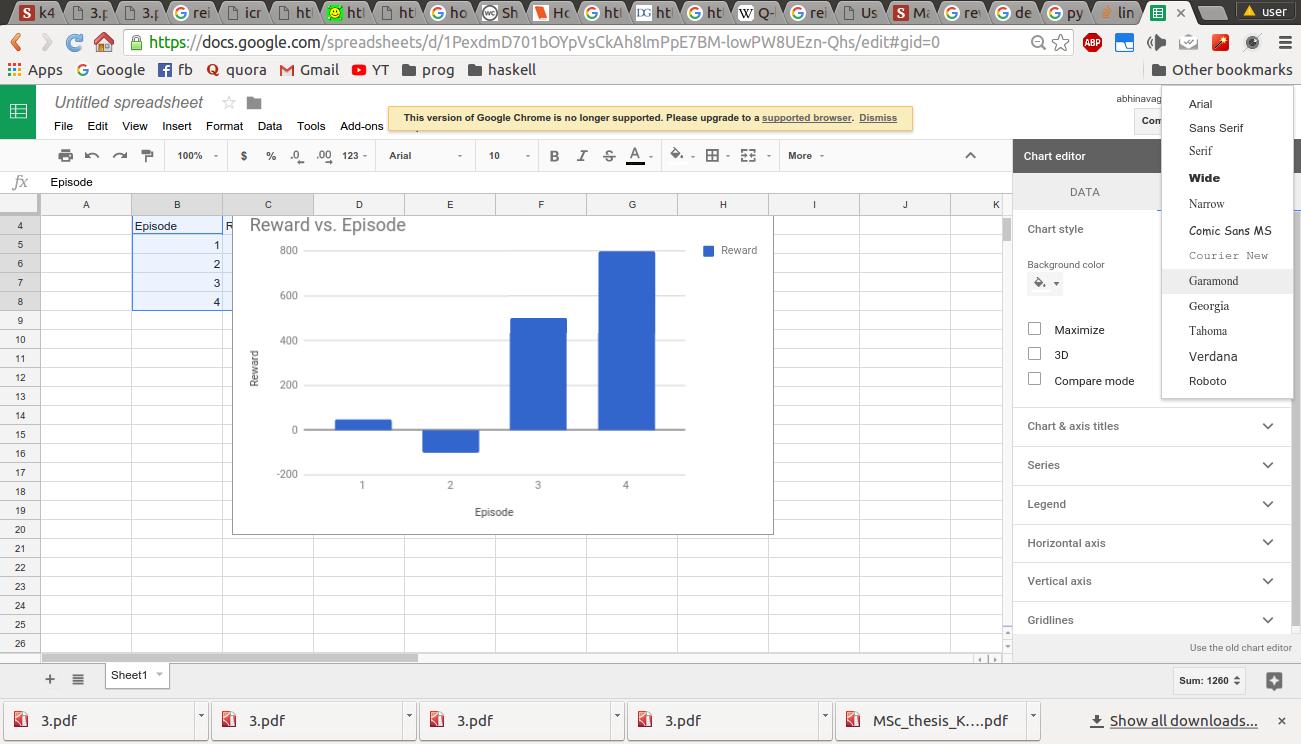 k4 3. 3. rei icr ht ht ht ho Sh Ho htt ht ht Q- rei Us Ma re de py lin user
https://docs.google.com/spreadsheets/d/1PexdmD701bOYpVsCkAh8lmPpE7BM-lowPW8UEzn-Qhs/edit#gid=0
Apps Google fb quora Gmail YT prog haskell Other bookmarks
Untitled spreadsheet
abhinavag
This version of Google Chrome is no longer supported. Please upgrade to a supported browser. Dismiss
File Edit View Insert Format Data Tools Add-ons
Com
100% $ % .0 .00 123 Arial 10 B I S A More
fx Episode
A B C D E F G H I J K
4 Episode R
5 1
6 2
7 3
8 4
9
10
11
12
13
14
15
16
17
18
19
20
21
22
23
24
25
26
Reward vs. Episode
Reward
800
600
400
200
0
-200
Reward
1 2 3 4
Episode
Chart editor
DATA
Chart style
Background color
Maximize
3D
Compare mode
Chart & axis titles
Series
Legend
Horizontal axis
Vertical axis
Gridlines
Use the old chart editor
Arial
Sans Serif
Serif
Wide
Narrow
Comic Sans MS
Courier New
Garamond
Georgia
Tahoma
Verdana
Roboto
Sheet1
Sum: 1260
3.pdf 3.pdf 3.pdf 3.pdf MSc_thesis_K....pdf Show all downloads...